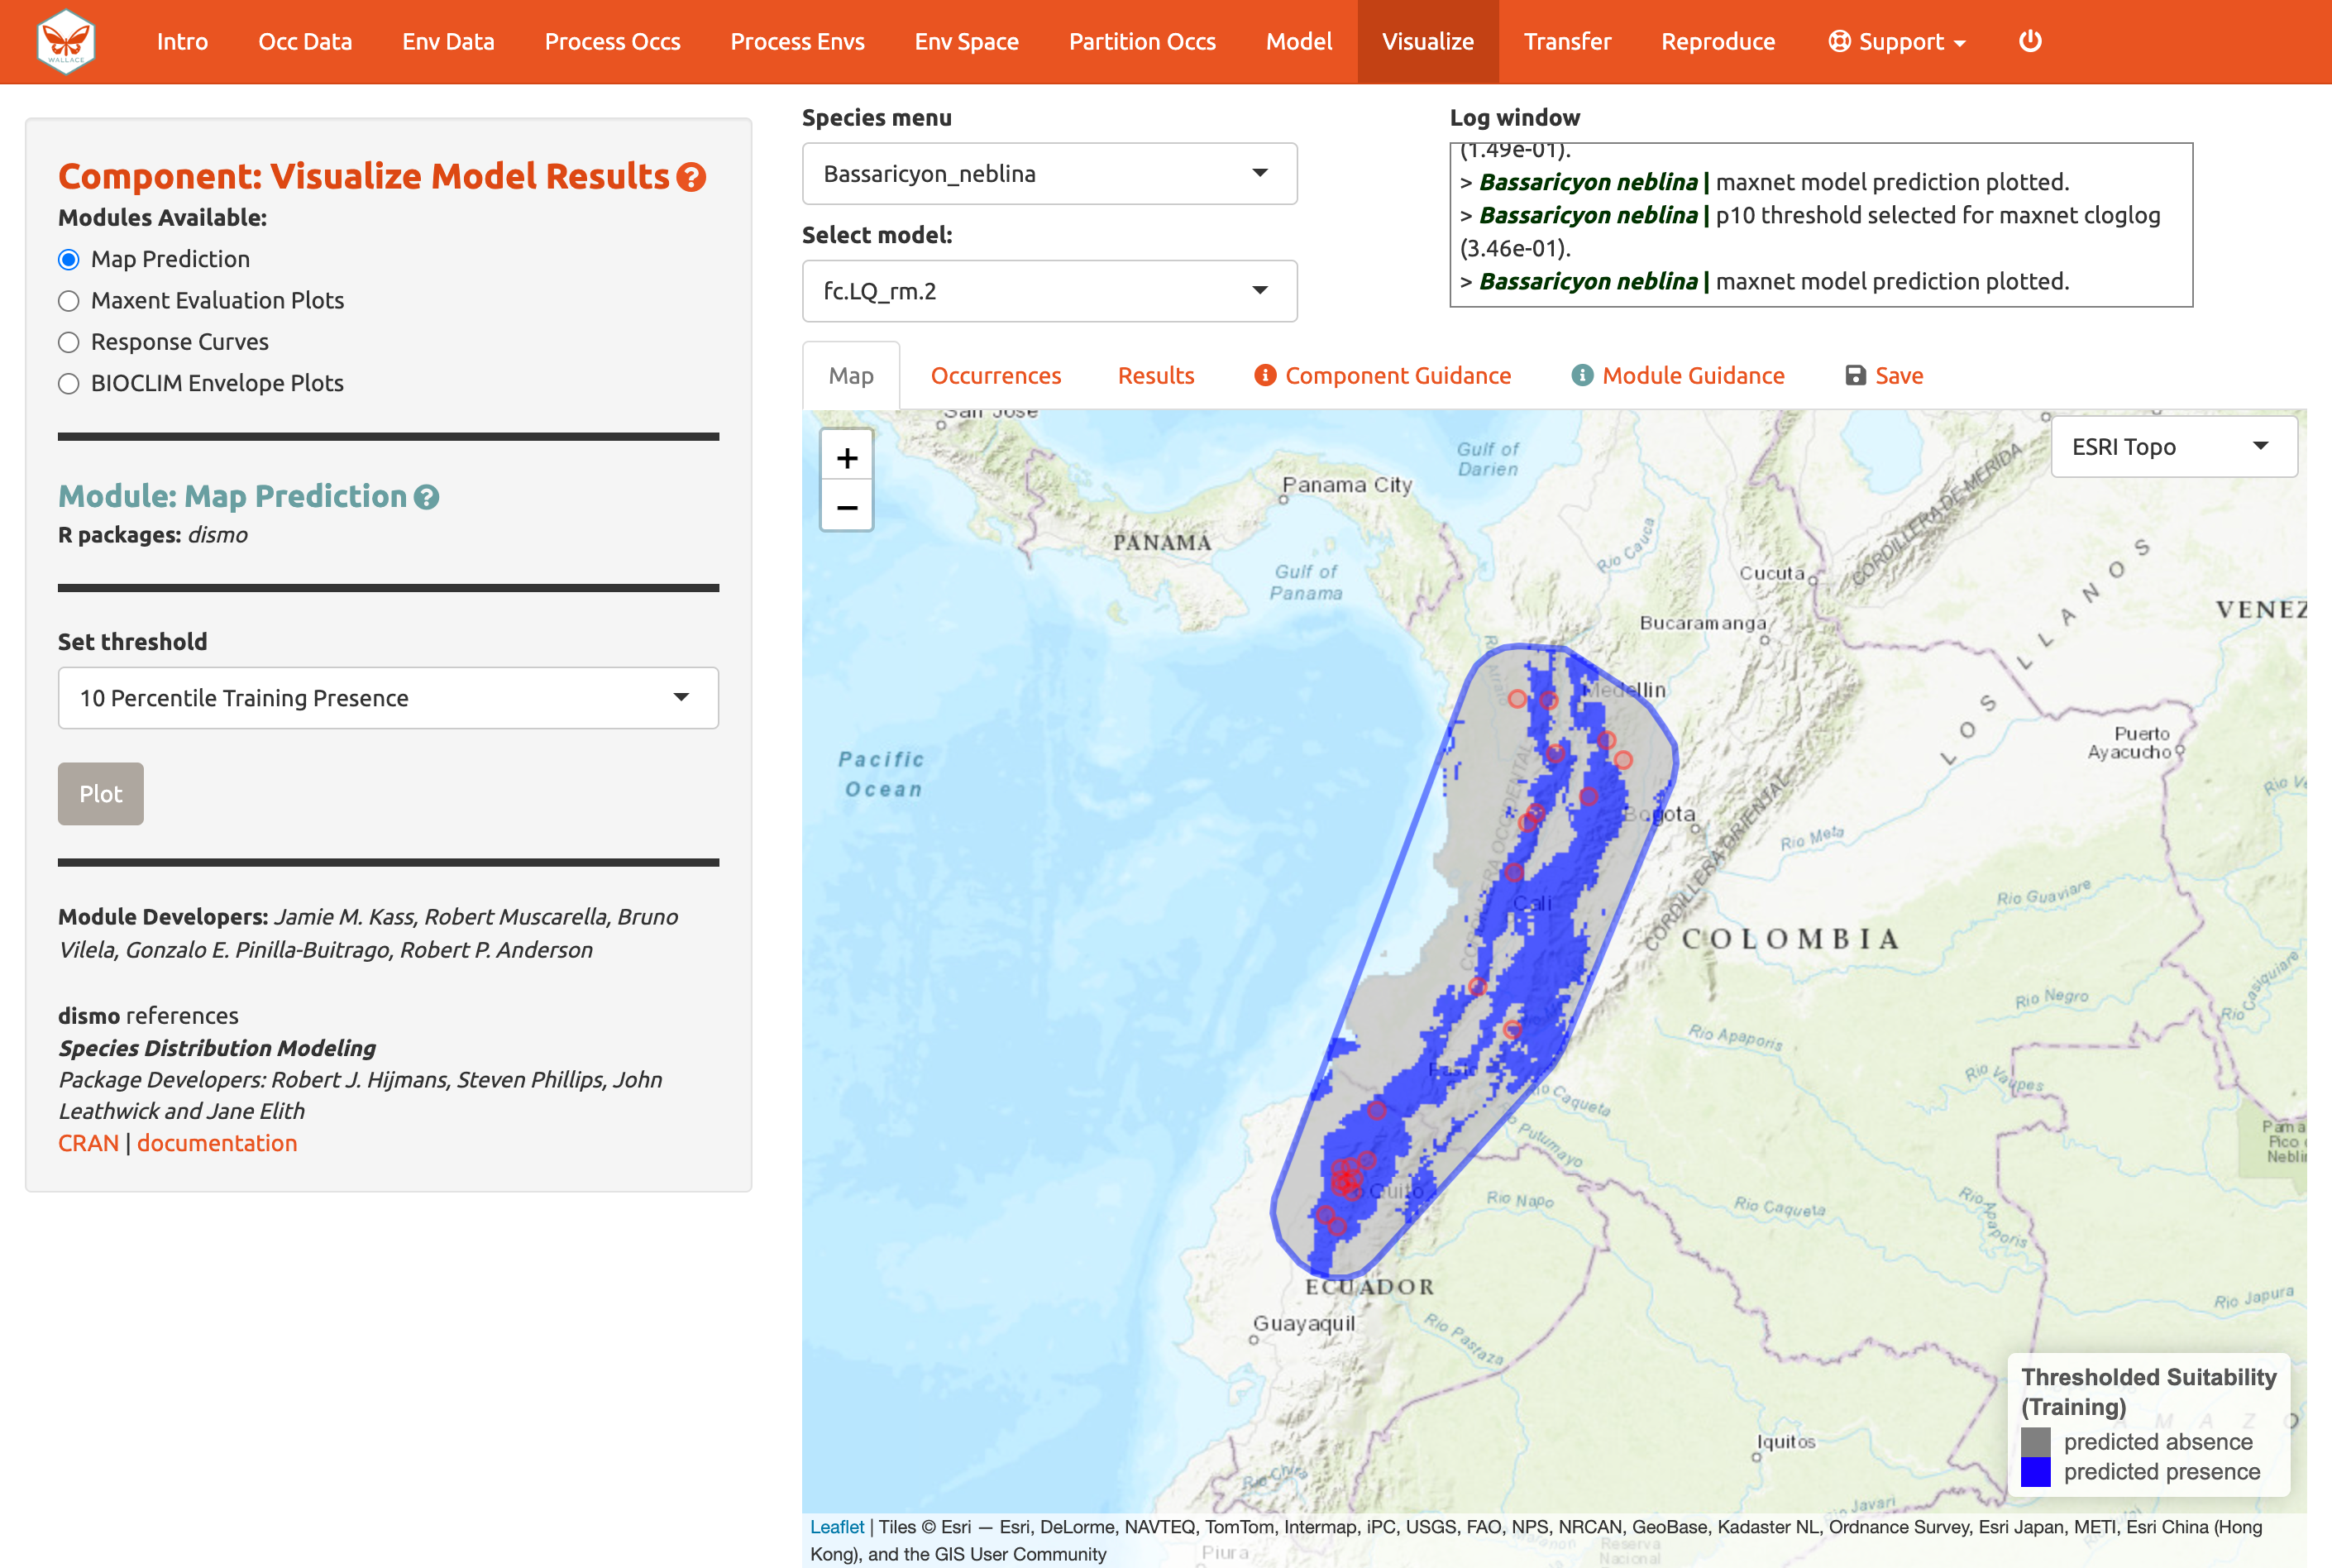 WALLACE
Intro
Occ Data
Env Data
Process Occs
Process Envs
Env Space
Partition Occs
Model
Visualize
Transfer
Reproduce
Support
Component: Visualize Model Results
Modules Available:
Map Prediction
Maxent Evaluation Plots
Response Curves
BIOCLIM Envelope Plots
Module: Map Prediction
R packages: dismo
Set threshold
10 Percentile Training Presence
Plot
Module Developers: Jamie M. Kass, Robert Muscarella, Bruno
Vilela, Gonzalo E. Pinilla-Buitrago, Robert P. Anderson
dismo references
Species Distribution Modeling
Package Developers: Robert J. Hijmans, Steven Phillips, John
Leathwick and Jane Elith
CRAN | documentation
Species menu
Bassaricyon_neblina
Select model:
fc.LQ_rm.2
Log window
(1.49e-01).
> Bassaricyon neblina | maxnet model prediction plotted.
> Bassaricyon neblina | p10 threshold selected for maxnet cloglog
(3.46e-01).
> Bassaricyon neblina | maxnet model prediction plotted.
Map
Occurrences
Results
Component Guidance
Module Guidance
Save
+
−
ESRI Topo
San Jose
Gulf of
Darien
Panama City
PANAMÁ
Gulf of
Panama
Rio Cauca
Cucuta
CORDILLERA DE MERIDA
Bucaramanga
LOS LLANOS
VENEZ
Medellin
Puerto
Ayacucho
Pacific
Ocean
Bogota
Rio Meta
CORDILLERA ORIENTAL
Cali
COLOMBIA
Rio Guaviare
Casiquiare
Rio Negro
Rio Apaporis
Rio Vaupes
Rio Caqueta
Pasto
Putumayo
Quito
Rio Napo
Rio Caqueta
Rio Apaporis
ECUADOR
Guayaquil
Rio Pastaza
Rio Japura
Iquitos
Rio Chira
Javari
Piura
Thresholded Suitability
(Training)
predicted absence
predicted presence
Leaflet | Tiles © Esri — Esri, DeLorme, NAVTEQ, TomTom, Intermap, iPC, USGS, FAO, NPS, NRCAN, GeoBase, Kadaster NL, Ordnance Survey, Esri Japan, METI, Esri China (Hong
Kong), and the GIS User Community